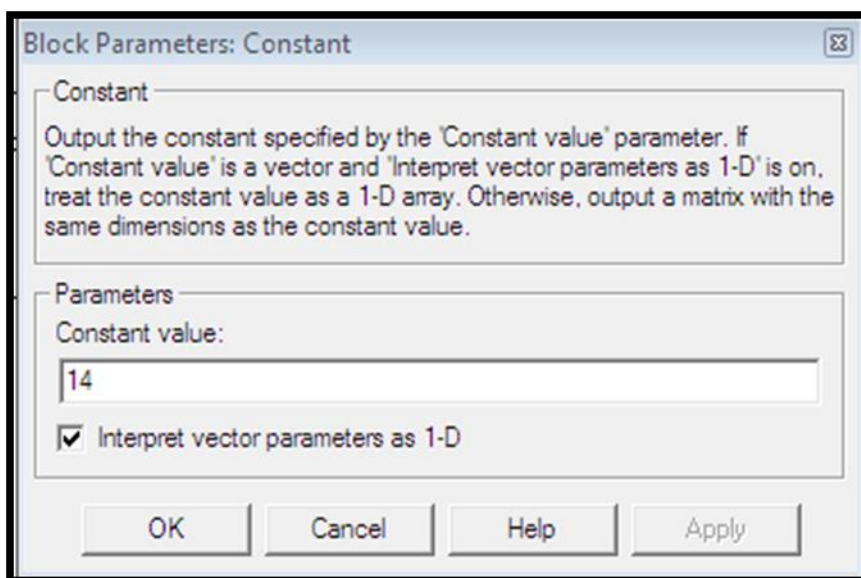 Block Parameters: Constant
Constant
Output the constant specified by the 'Constant value' parameter. If
'Constant value' is a vector and 'Interpret vector parameters as 1-D' is on,
treat the constant value as a 1-D array. Otherwise, output a matrix with the
same dimensions as the constant value.
Parameters
Constant value:
14
Interpret vector parameters as 1-D
OK Cancel Help Apply